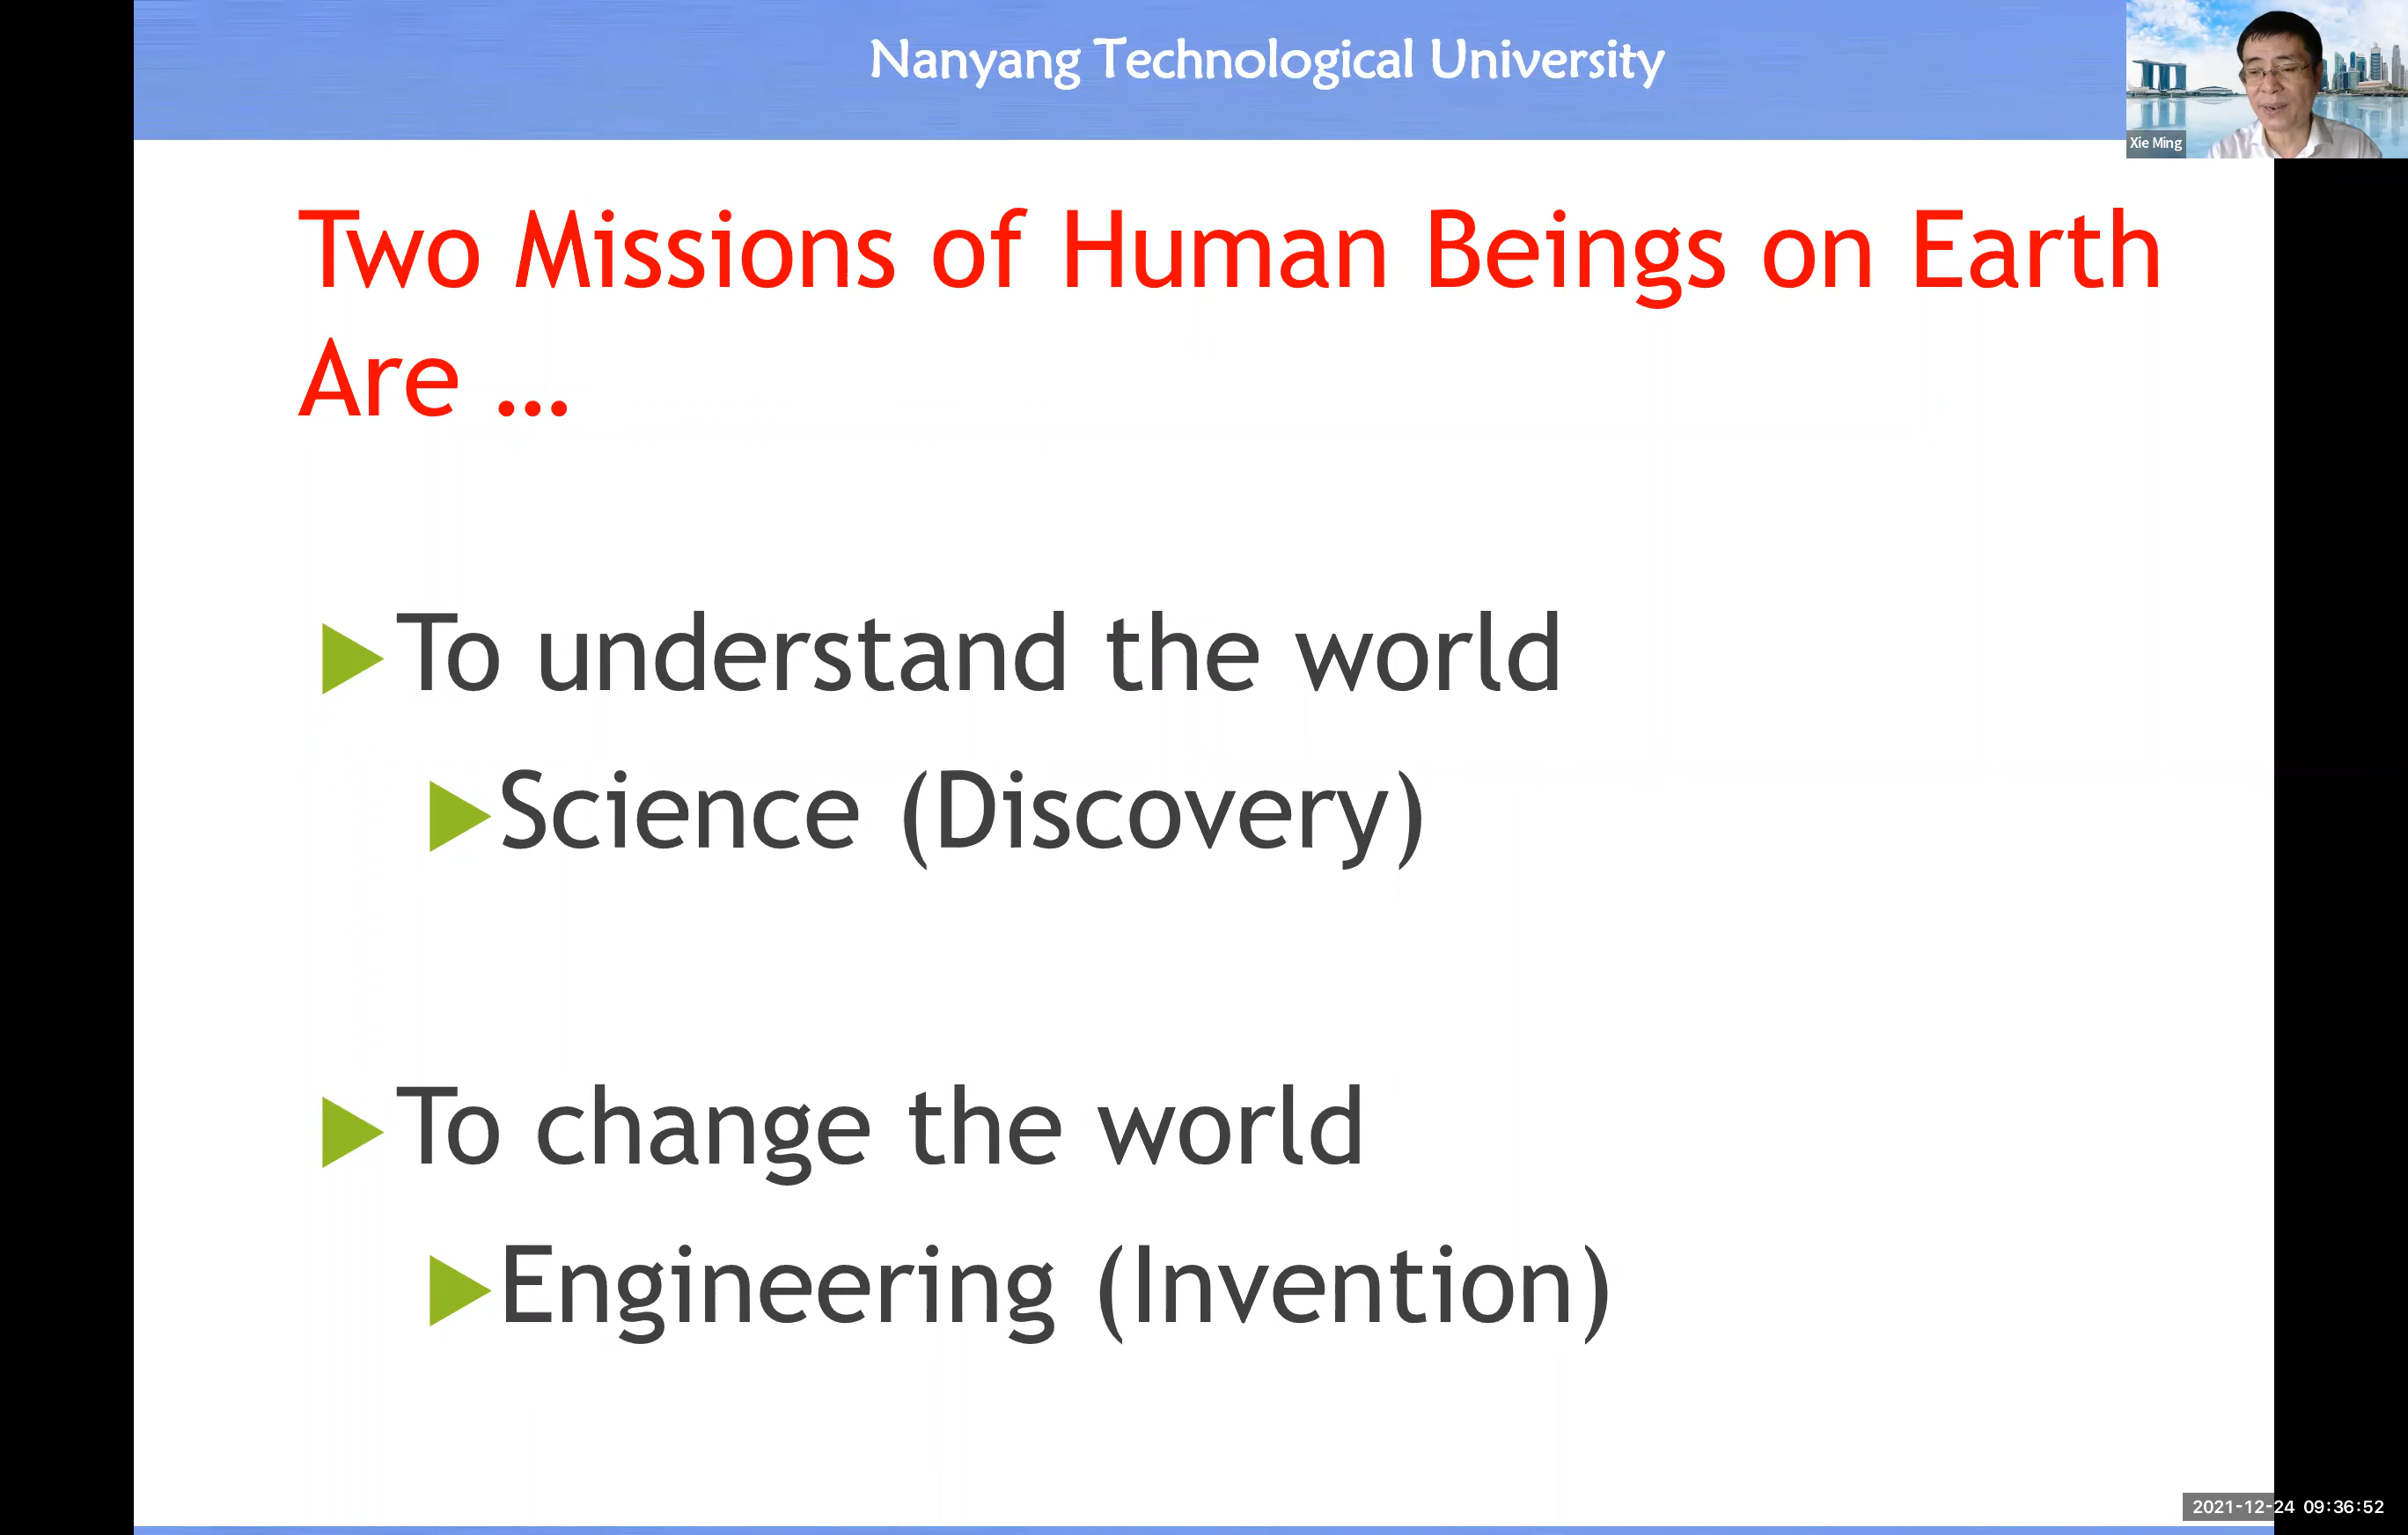 Nanyang Technological University
Xie Ming
Two Missions of Human Beings on Earth
Are ...
To understand the world
Science (Discovery)
To change the world
Engineering (Invention)
2021-12-24 09:36:52